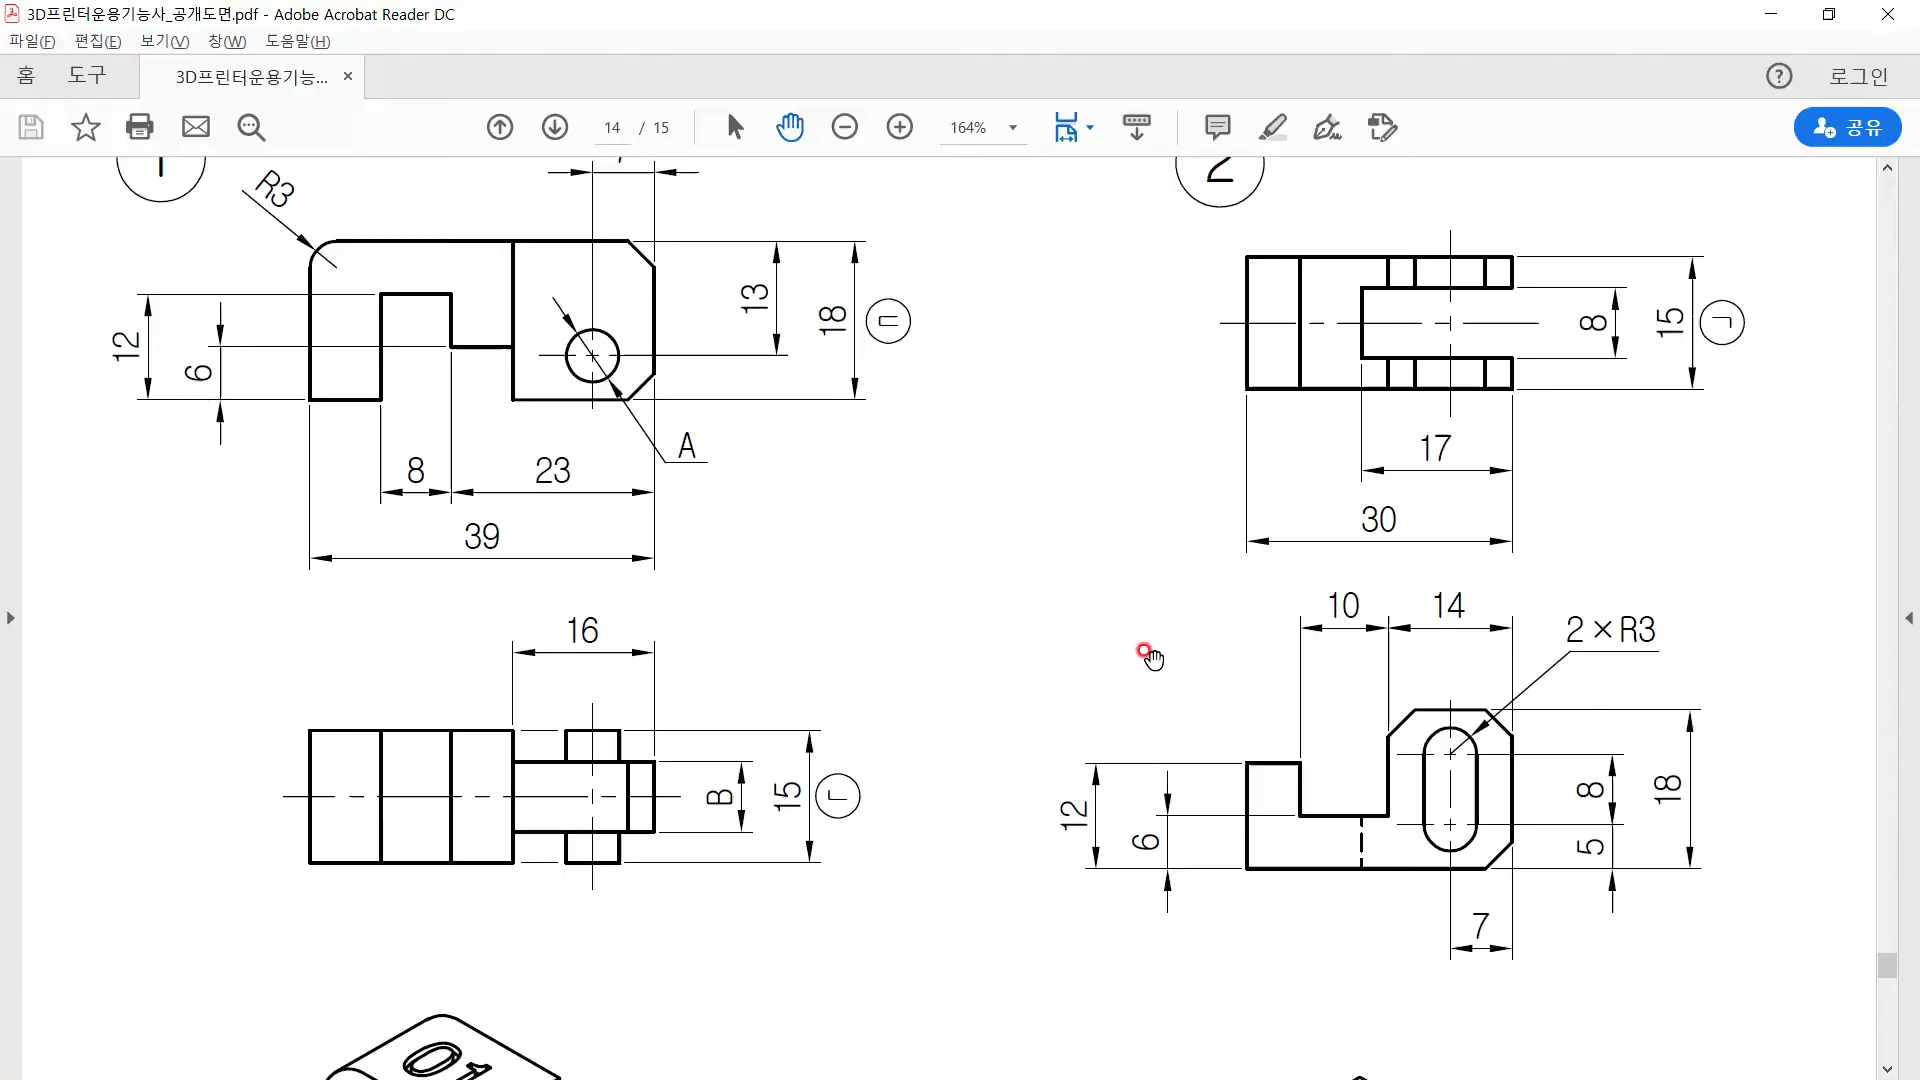 3D프린터운용기능사_공개도면.pdf - Adobe Acrobat Reader DC
파일(F) 편집(E) 보기(V) 창(W) 도움말(H)
홈 도구 3D프린터운용기능... × ? 로그인
14 / 15 164% 공유
1
2
R3
13
18
ㄷ
12
6
A
8
23
39
8
15
ㄱ
17
30
16
B
15
ㄱ
10
14
2×R3
12
6
8
5
18
7
01